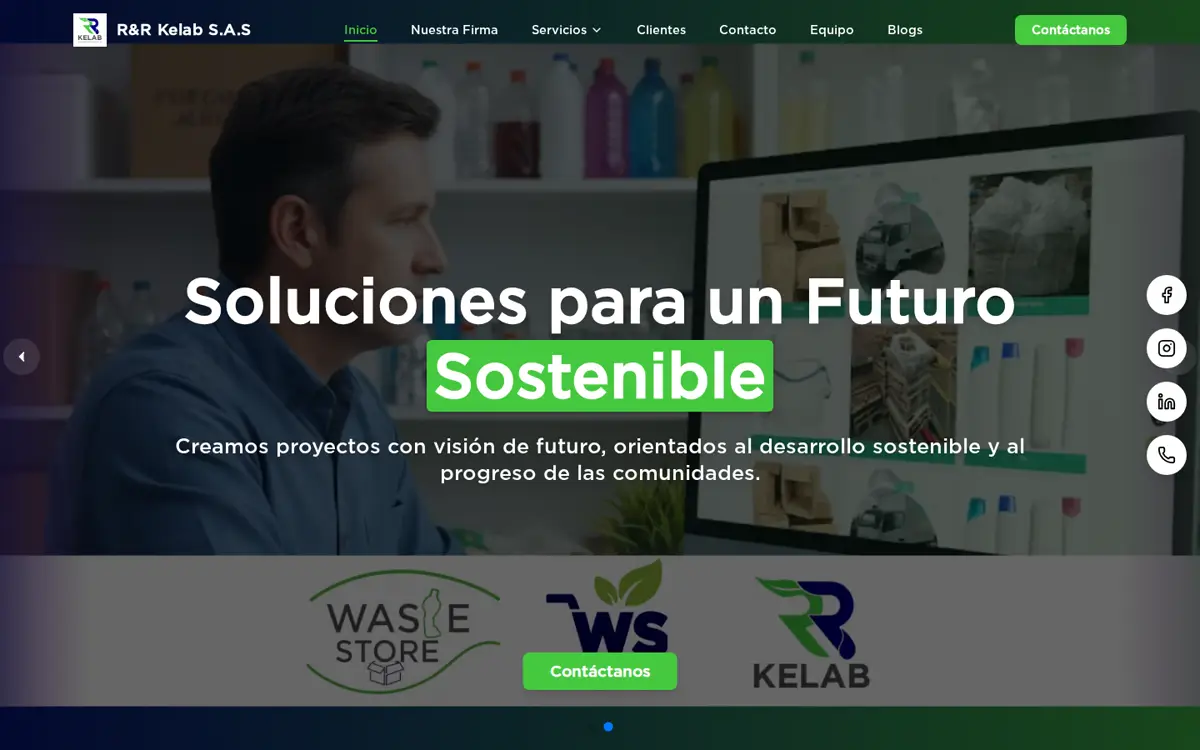 KELAB
R&R Kelab S.A.S
Inicio
Nuestra Firma
Servicios
Clientes
Contacto
Equipo
Blogs
Contáctanos
Soluciones para un Futuro
Sostenible
Creamos proyectos con visión de futuro, orientados al desarrollo sostenible y al
progreso de las comunidades.
WASTE
STORE
WS
KELAB
Contáctanos